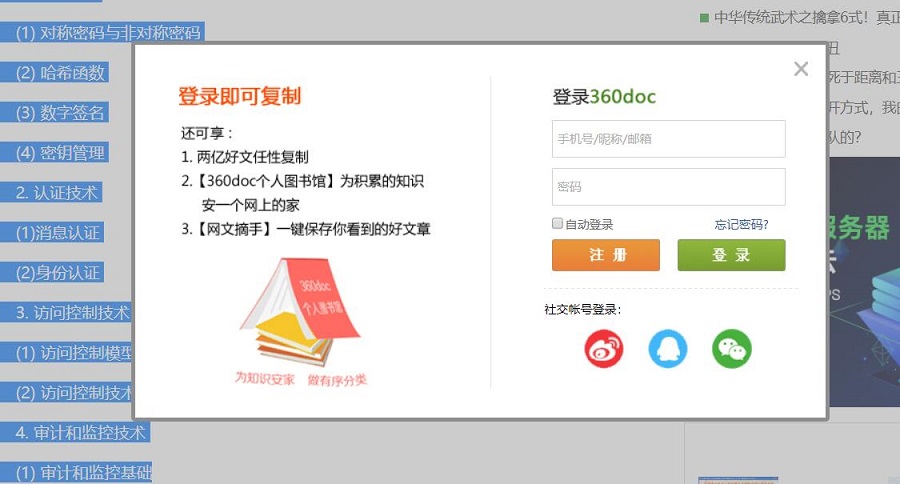 (1) 对称密码与非对称密码
(2) 哈希函数
(3) 数字签名
(4) 密钥管理
2. 认证技术
(1)消息认证
(2)身份认证
3. 访问控制技术
(1) 访问控制模型
(2) 访问控制技术
4. 审计和监控技术
(1) 审计和监控基础
登录即可复制
还可享：
1. 两亿好文任性复制
2.【360doc个人图书馆】为积累的知识
安一个网上的家
3.【网文摘手】一键保存你看到的好文章
360doc
个人图书馆
为知识安家 做有序分类
登录360doc
手机号/昵称/邮箱
密码
自动登录 忘记密码?
注 册 登 录
社交帐号登录：
中华传统武术之擒拿6式！真正
丑
死于距离和王
开方式，我的
队的?
服务器
PS